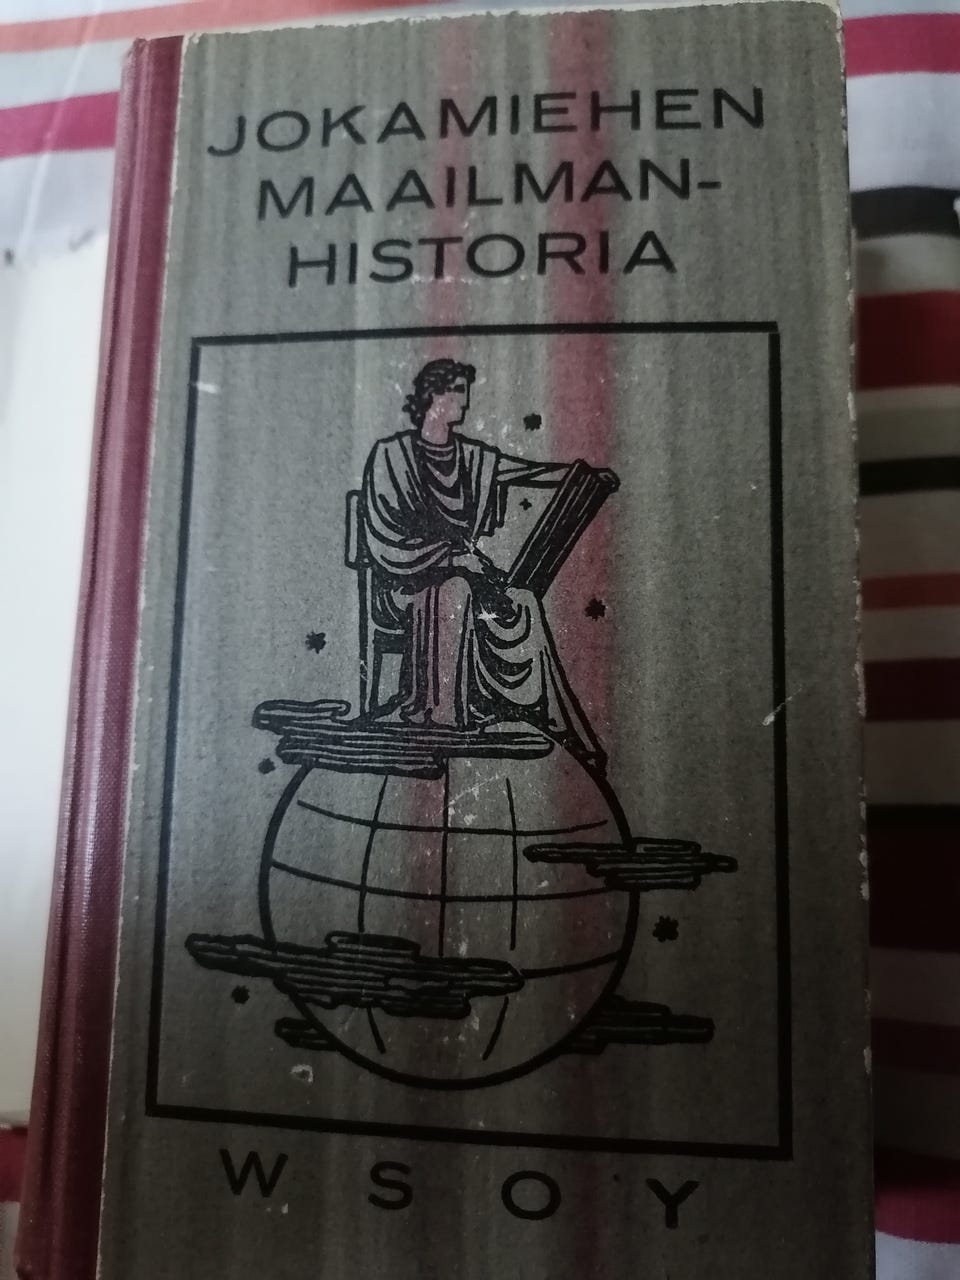 JOKAMIEHEN
MAAILMAN-
HISTORIA
W S O Y